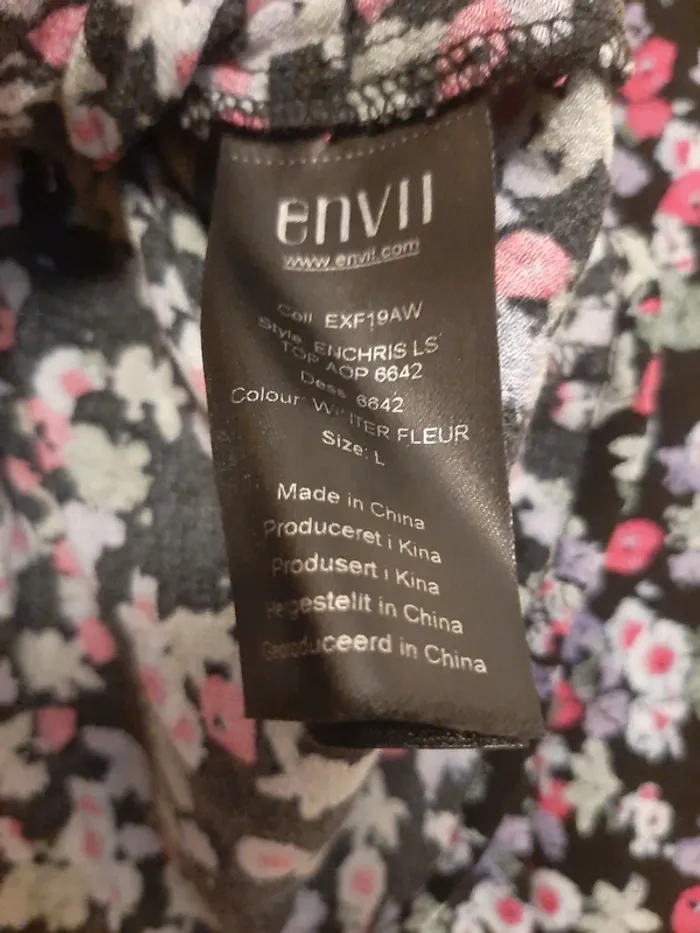 envii
www.envii.com
Coll EXF19AW
Style ENCHRIS LS
TOP AOP 6642
Dess 6642
Colour WINTER FLEUR
Size: L
Made in China
Produceret i Kina
Produsert i Kina
Hergestellt in China
Geproduceerd in China